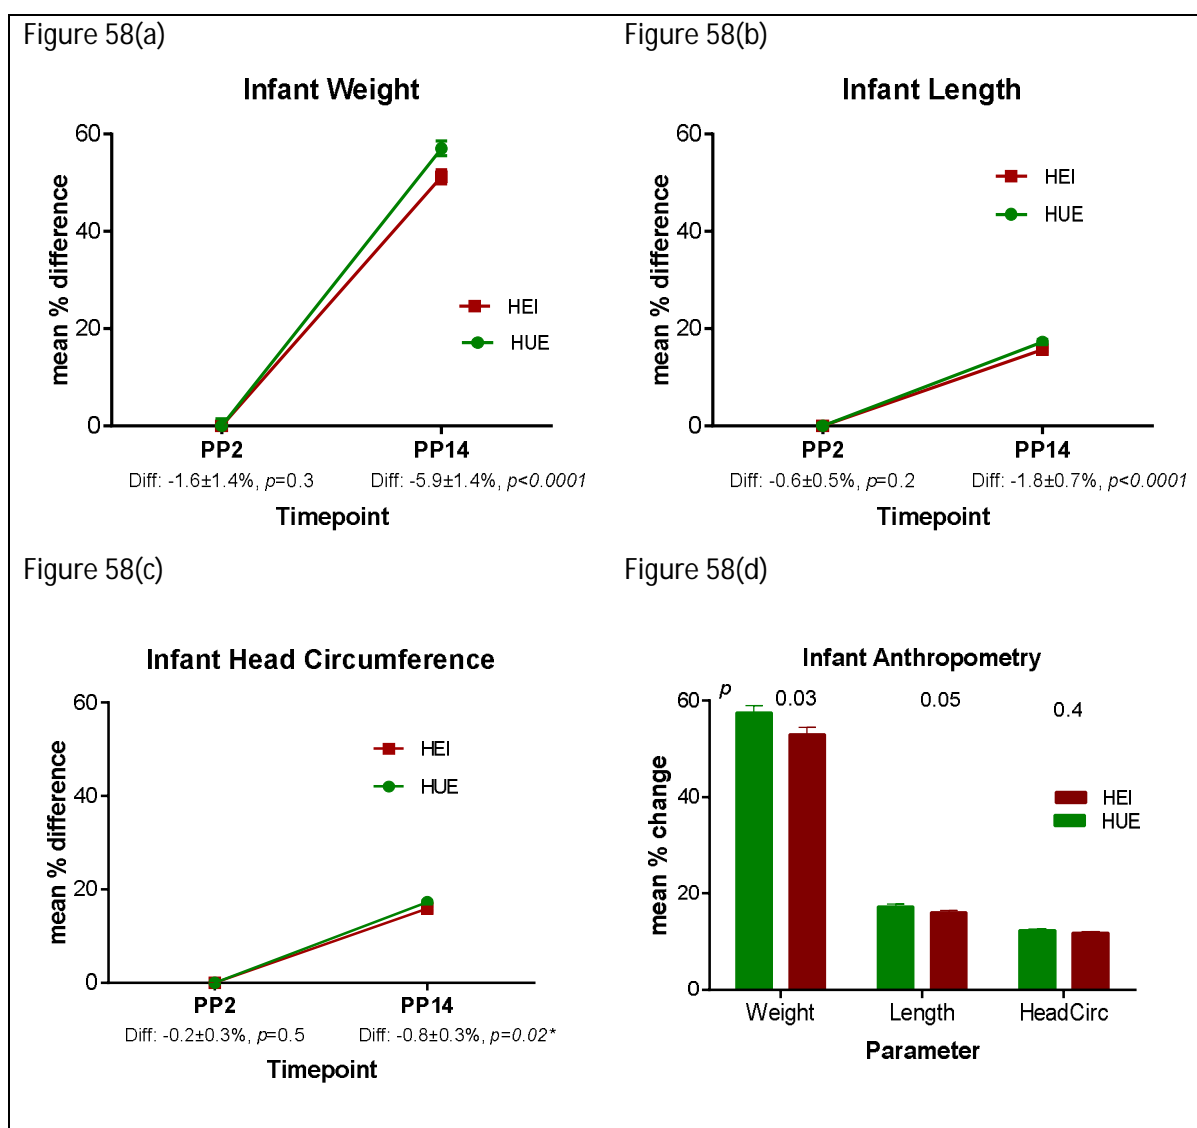 Figure 58(a)
Infant Weight
mean % difference
60
40
20
0
HEI
HUE
PP2
PP14
Diff: -1.6±1.4%, p=0.3
Diff: -5.9±1.4%, p<0.0001
Timepoint
Figure 58(b)
Infant Length
mean % difference
60
40
20
0
HEI
HUE
PP2
PP14
Diff: -0.6±0.5%, p=0.2
Diff: -1.8±0.7%, p<0.0001
Timepoint
Figure 58(c)
Infant Head Circumference
mean % difference
60
40
20
0
HEI
HUE
PP2
PP14
Diff: -0.2±0.3%, p=0.5
Diff: -0.8±0.3%, p=0.02*
Timepoint
Figure 58(d)
Infant Anthropometry
mean % change
60
40
20
0
p 0.03 0.05 0.4
HEI
HUE
Weight
Length
HeadCirc
Parameter